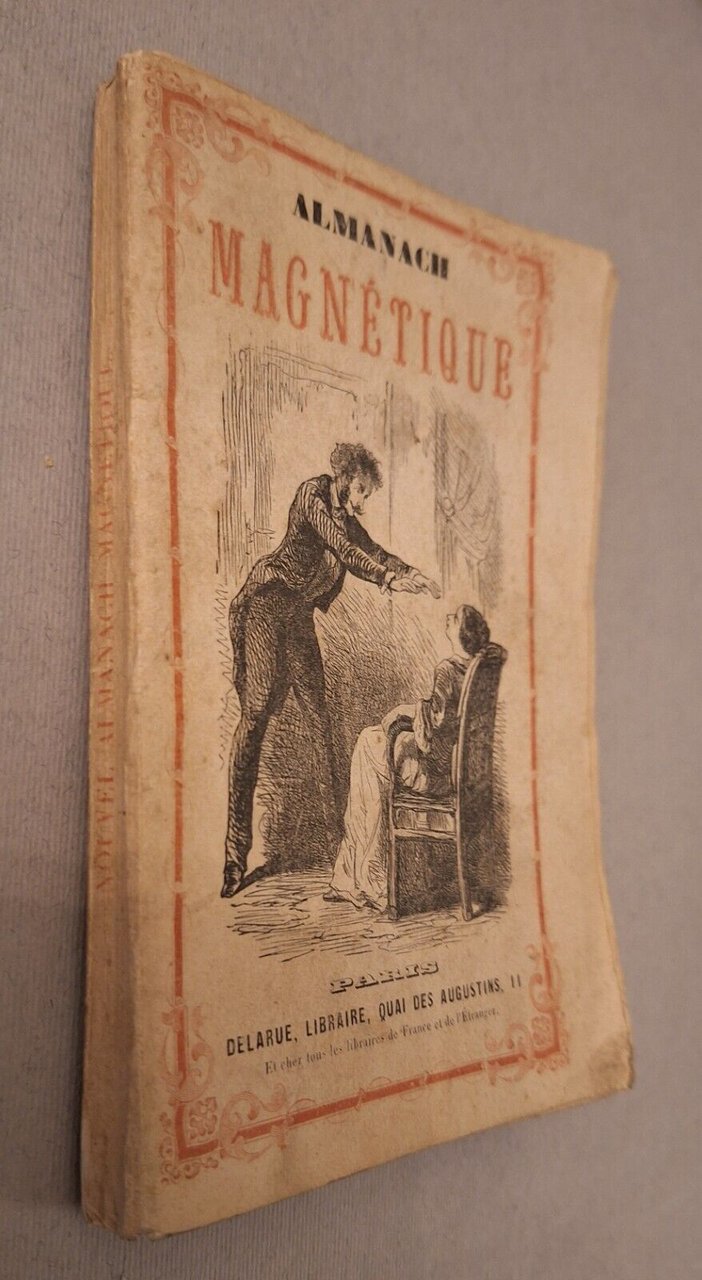 ALMANACH
MAGNÉTIQUE
PARIS
DELARUE, LIBRAIRE, QUAI DES AUGUSTINS, 11
Et chez tous les libraires de France et de l'Étranger.
NOUVEL ALMANACH MAGNÉTIQUE